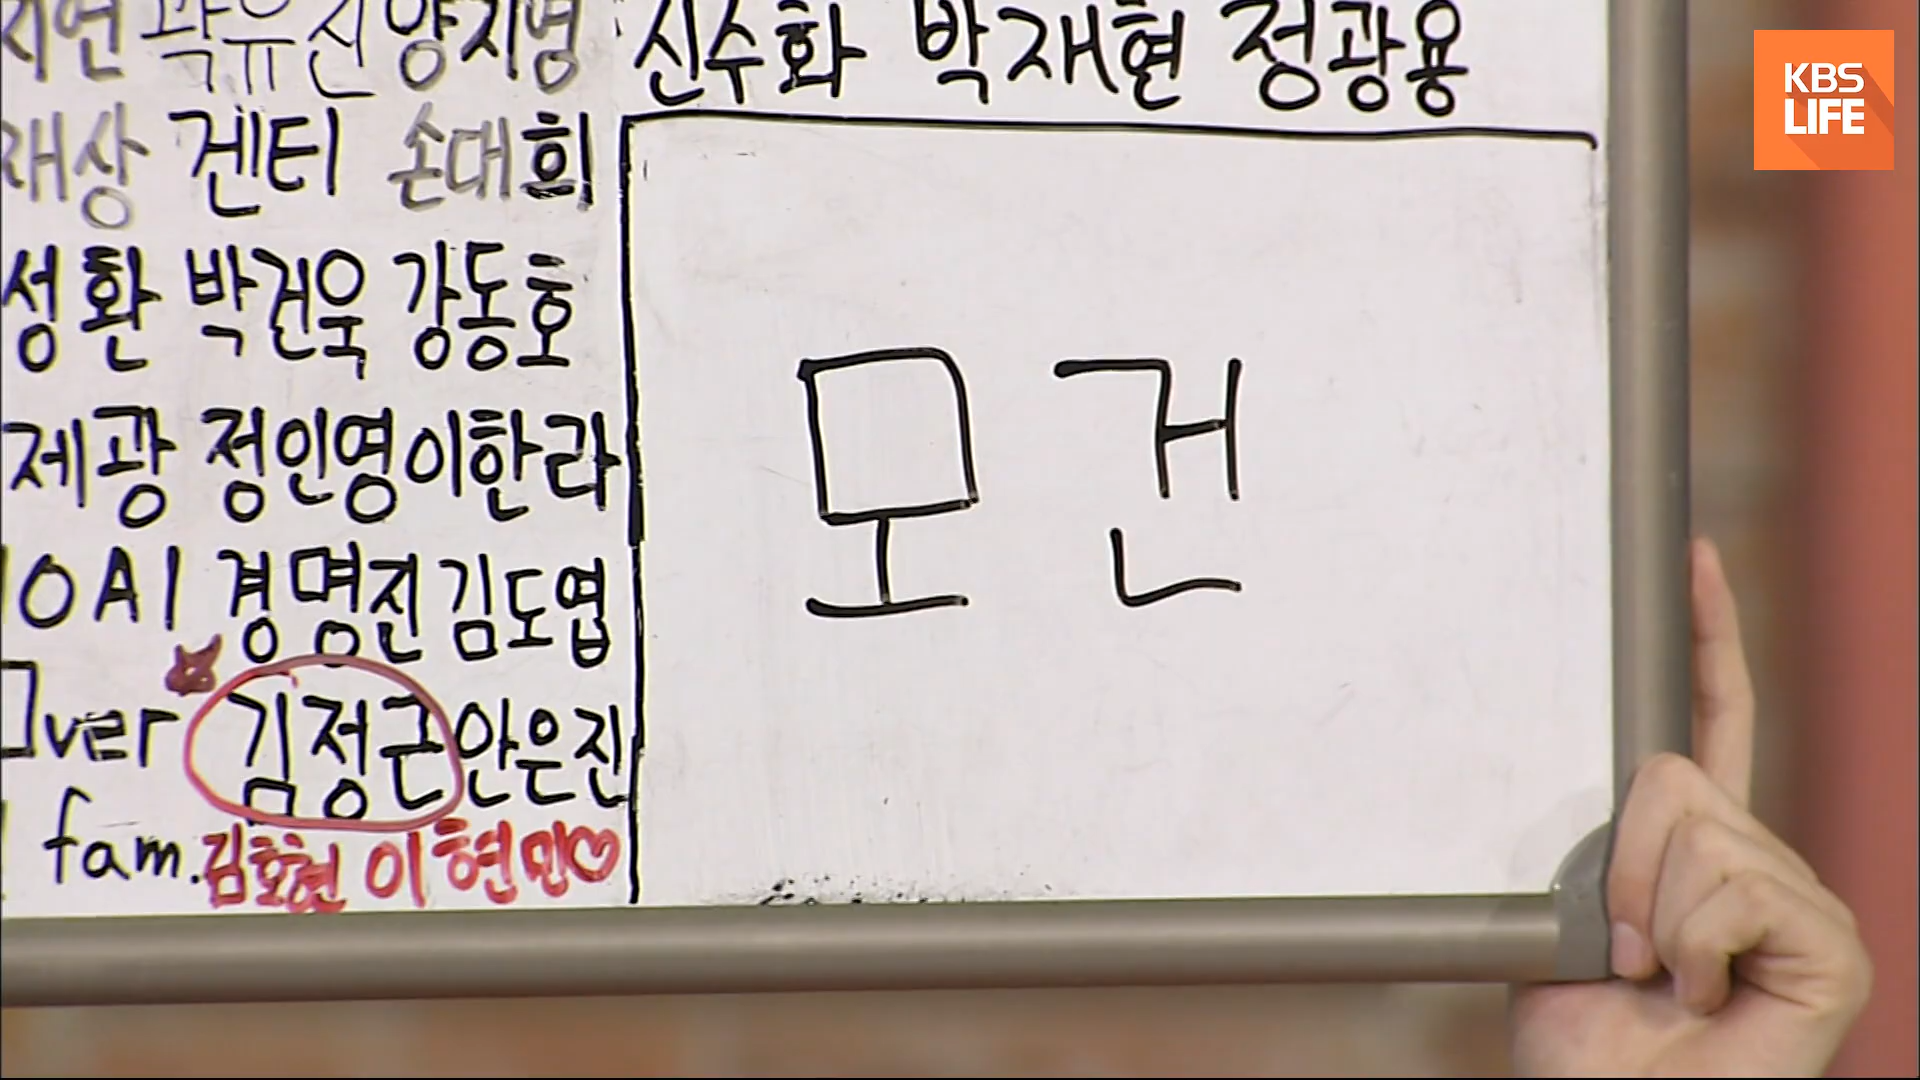 지연 곽유진 양지명
신수화 박재현 정광용
재상 겐티 손대희
성환 박건욱 강동호
제광 정인영 이한라
경명진 김도엽
김정근 안은진
fam. 김호현 이현민♡
모건
KBS
LIFE